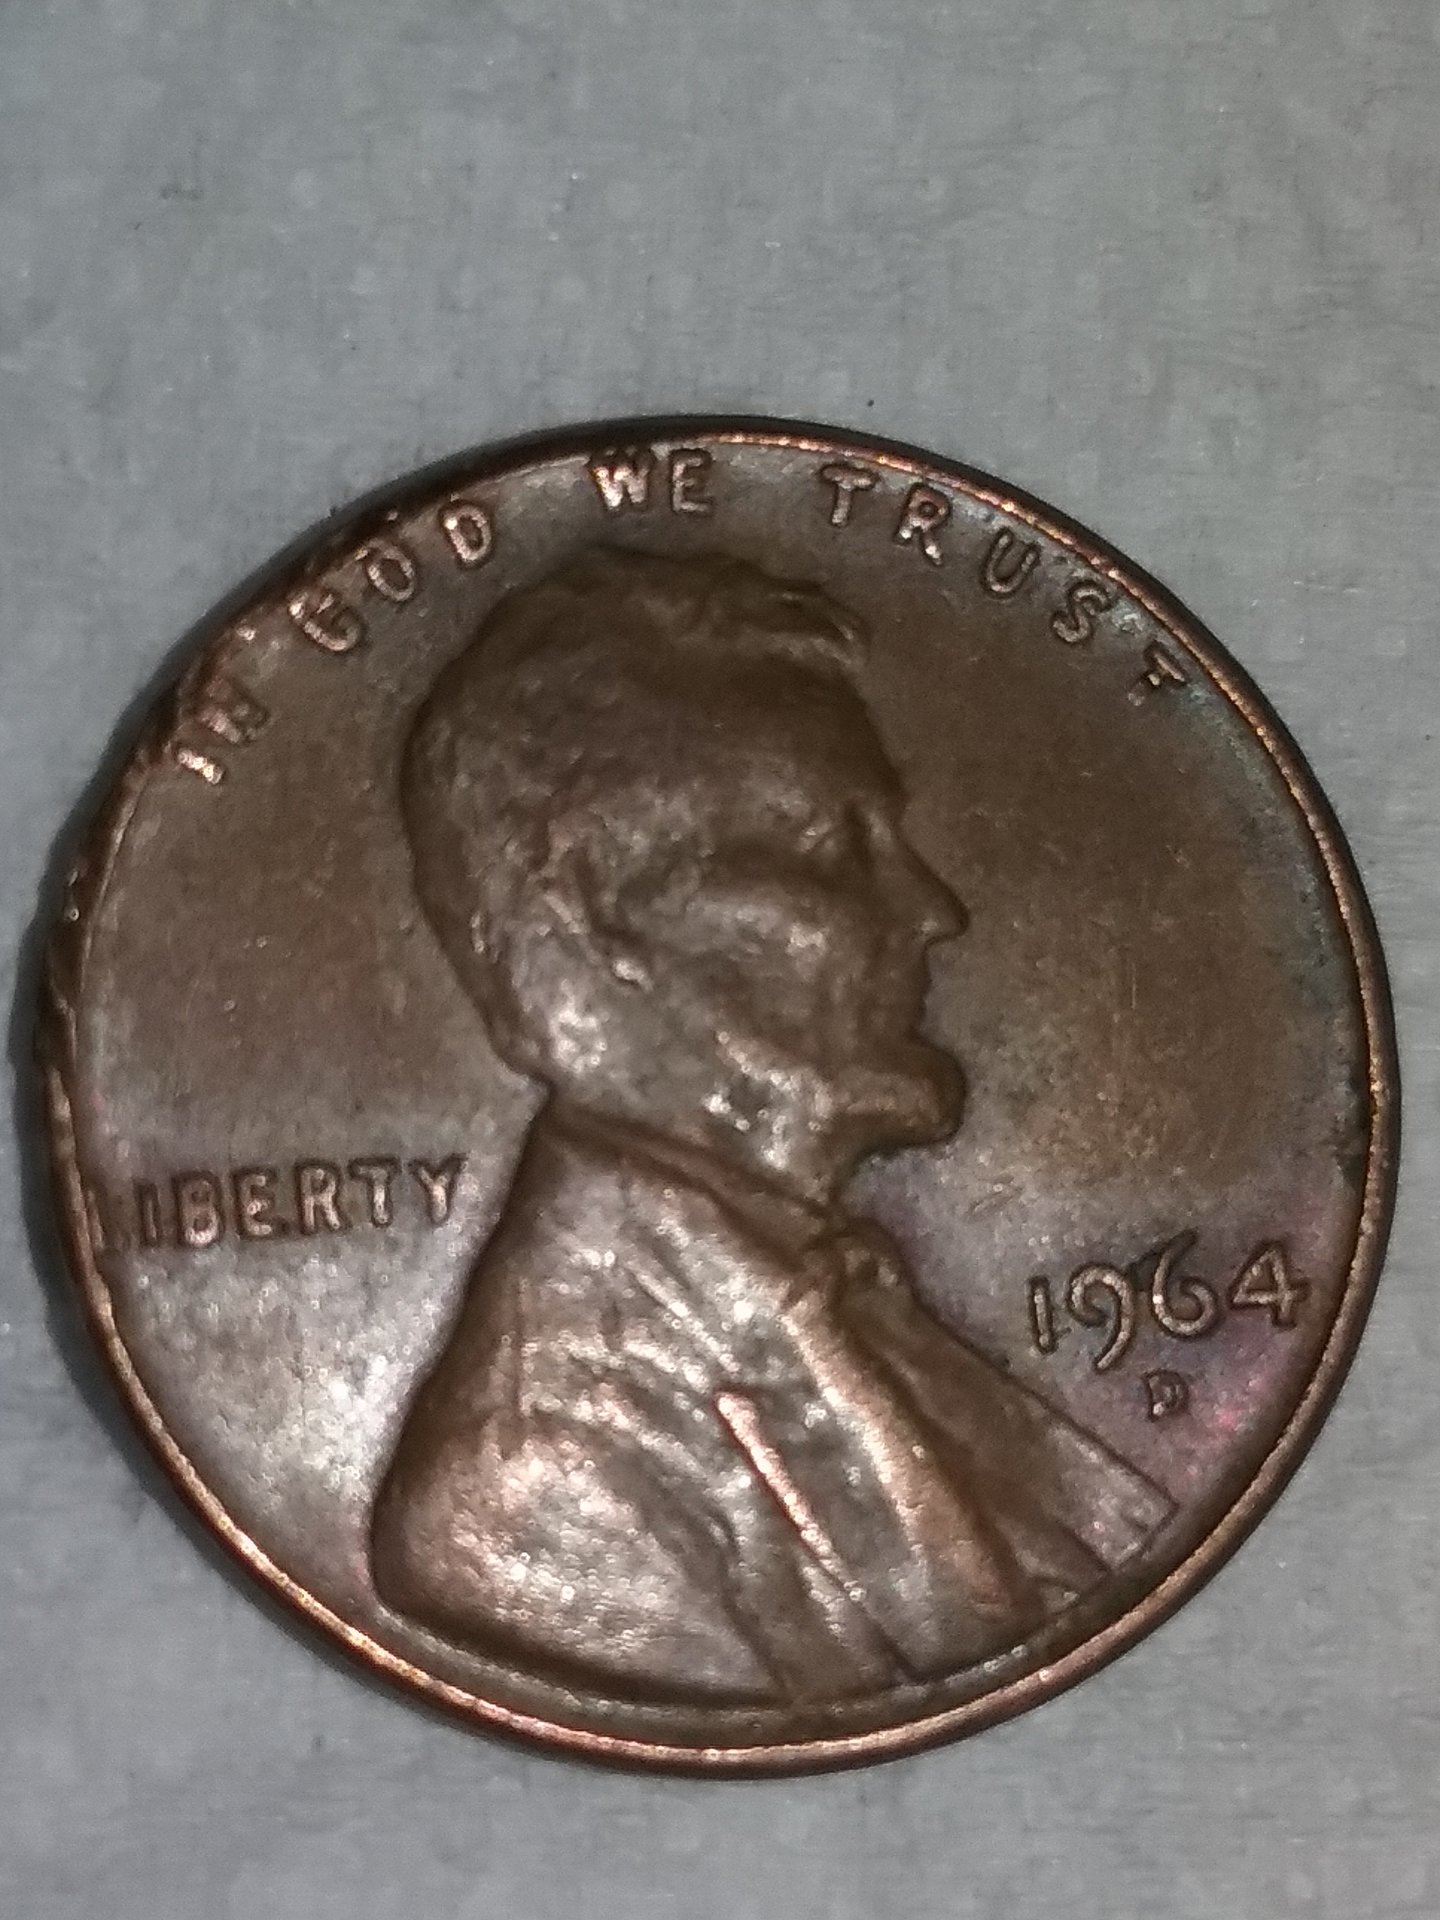 IN GOD WE TRUST
LIBERTY
1964
D